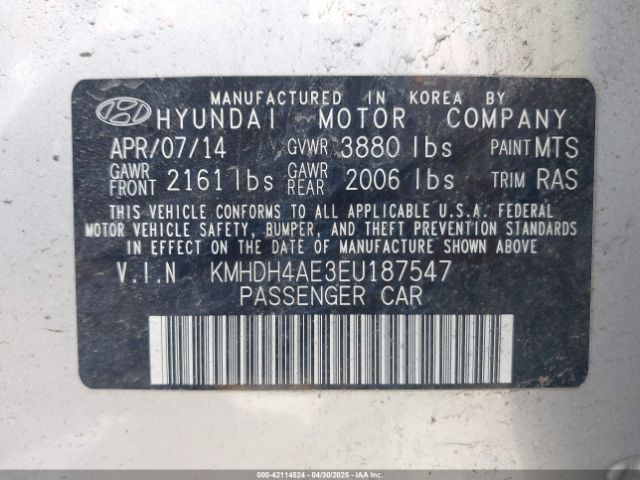 MANUFACTURED IN KOREA BY
HYUNDAI MOTOR COMPANY
APR/07/14 GVWR 3880 lbs PAINT MTS
GAWR FRONT 2161 lbs GAWR REAR 2006 lbs TRIM RAS
THIS VEHICLE CONFORMS TO ALL APPLICABLE U.S.A. FEDERAL
MOTOR VEHICLE SAFETY, BUMPER, AND THEFT PREVENTION STANDARDS
IN EFFECT ON THE DATE OF MANUFACTURE SHOWN ABOVE.
V.I.N KMHDH4AE3EU187547
PASSENGER CAR
000-42114524 - 04/30/2025 - IAAI.COM